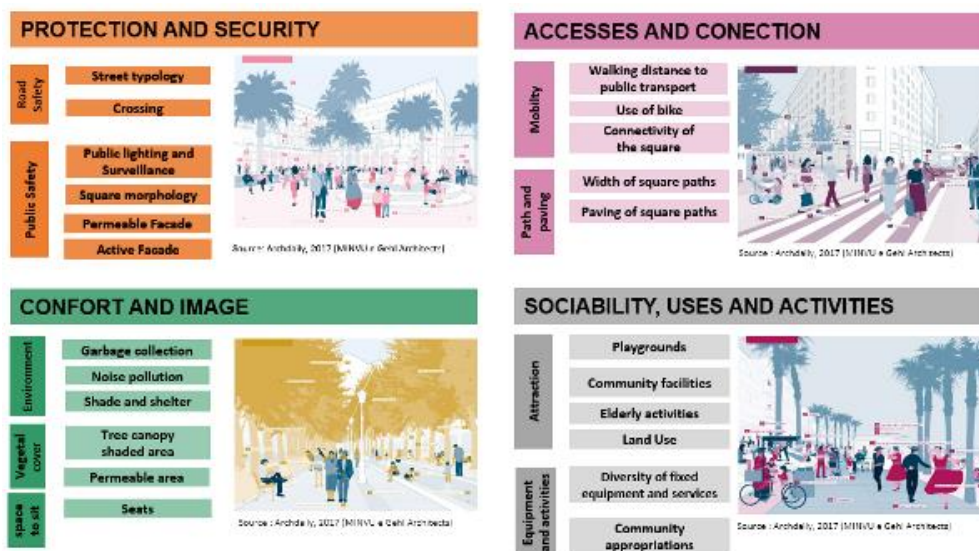 PROTECTION AND SECURITY
Road
Safety
Street typology
Crossing
Public Safety
Public lighting and
Surveillance
Square morphology
Permeable Facade
Active Facade
Source: Archdaily, 2017 (MINVU e Gehl Architects)
ACCESSES AND CONECTION
Mobility
Walking distance to
public transport
Use of bike
Connectivity of
the square
Path and
paving
Width of square paths
Paving of square paths
Source : Archdaily, 2017 (MINVU e Gehl Architects)
CONFORT AND IMAGE
Environment
Garbage collection
Noise pollution
Shade and shelter
Vegetal
cover
Tree canopy
shaded area
Permeable area
space
to sit
Seats
Source : Archdaily, 2017 (MINVU e Gehl Architects)
SOCIABILITY, USES AND ACTIVITIES
Attraction
Playgrounds
Community facilities
Elderly activities
Land Use
Equipment
and activities
Diversity of fixed
equipment and services
Community
appropriations
Source : Archdaily, 2017 (MINVU e Gehl Architects)